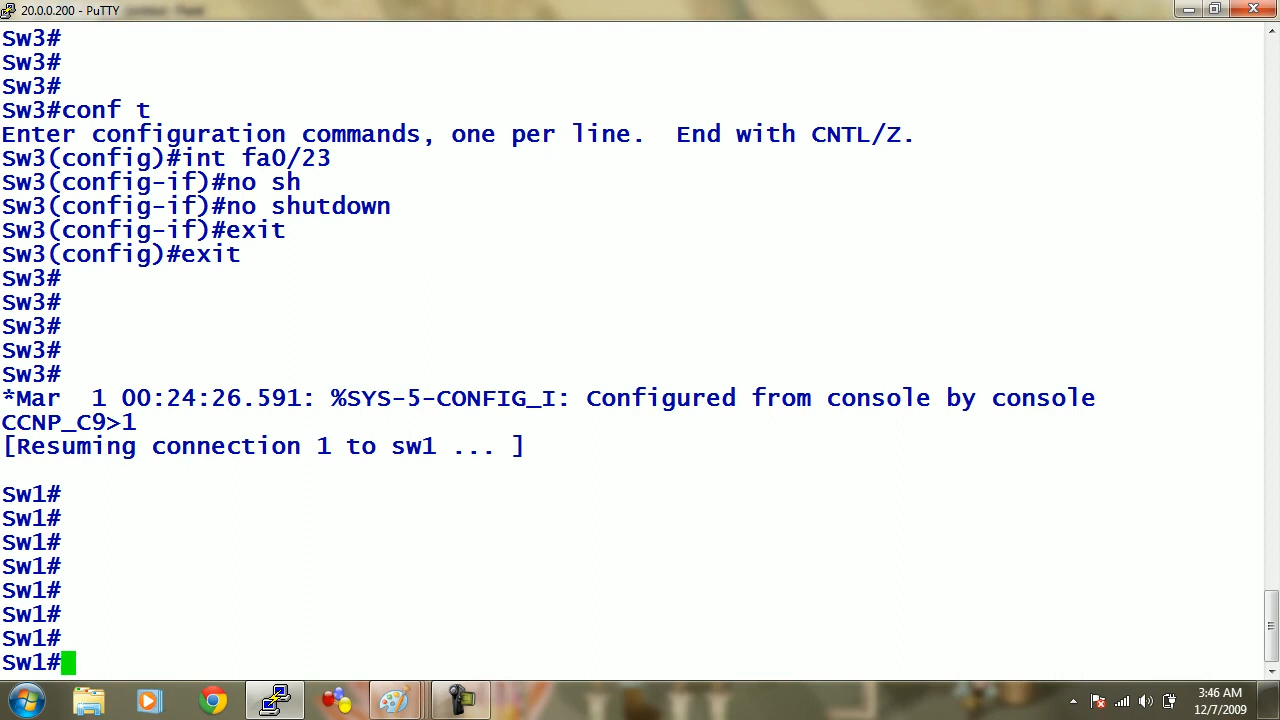 20.0.0.200 - PuTTY
Sw3#
Sw3#
Sw3#
Sw3#conf t
Enter configuration commands, one per line.  End with CNTL/Z.
Sw3(config)#int fa0/23
Sw3(config-if)#no sh
Sw3(config-if)#no shutdown
Sw3(config-if)#exit
Sw3(config)#exit
Sw3#
Sw3#
Sw3#
Sw3#
Sw3#
*Mar  1 00:24:26.591: %SYS-5-CONFIG_I: Configured from console by console
CCNP_C9>1
[Resuming connection 1 to sw1 ... ]
Sw1#
Sw1#
Sw1#
Sw1#
Sw1#
Sw1#
Sw1#
Sw1#
3:46 AM
12/7/2009